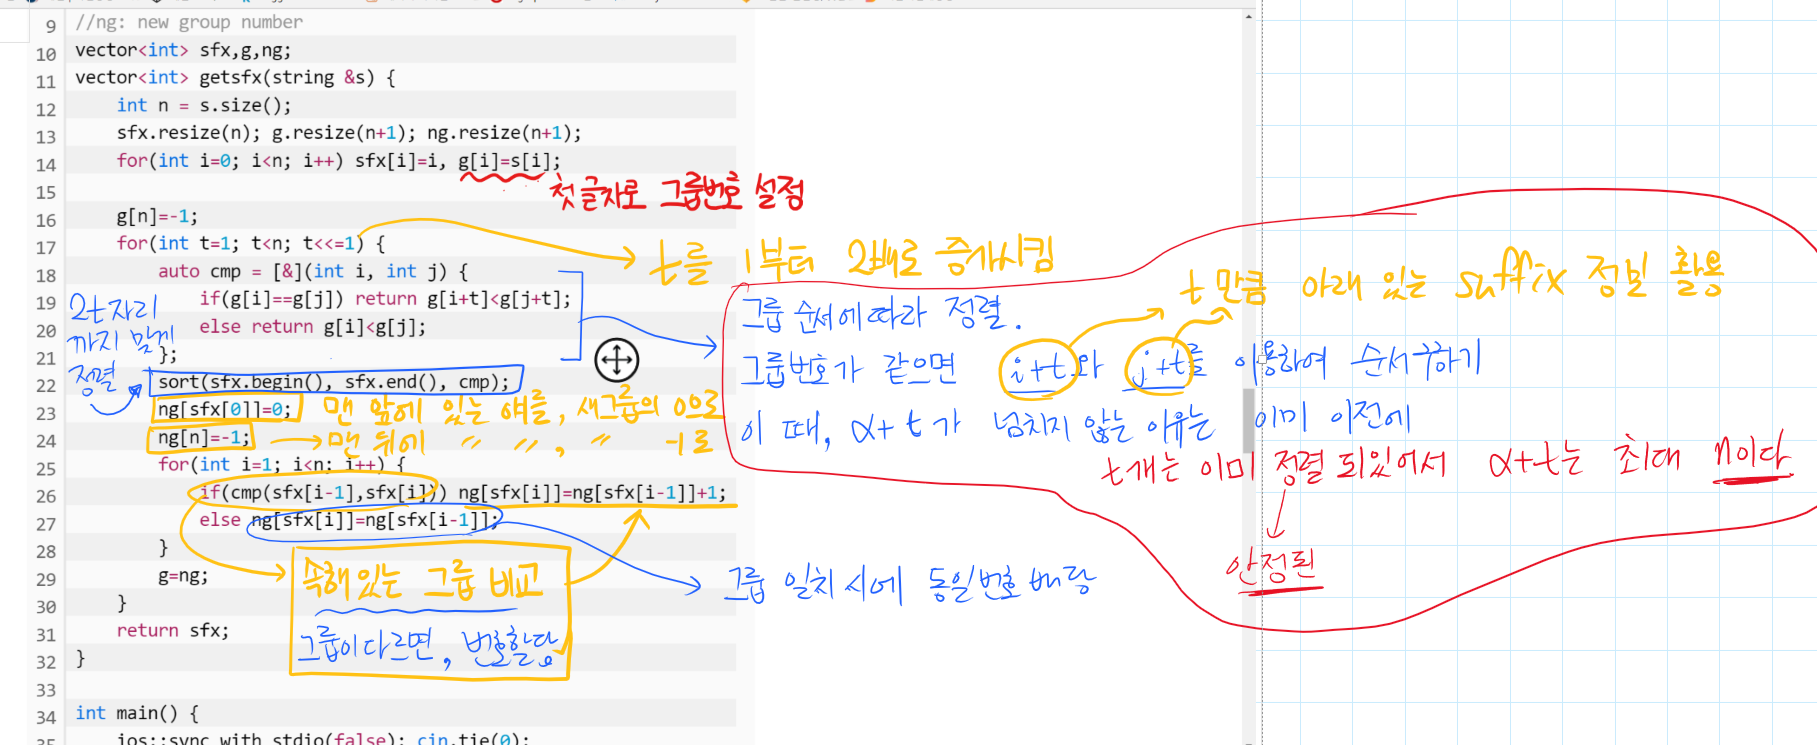 9 //ng: new group number
10 vector<int> sfx,g,ng;
11 vector<int> getsfx(string &s) {
12 int n = s.size();
13 sfx.resize(n); g.resize(n+1); ng.resize(n+1);
14 for(int i=0; i<n; i++) sfx[i]=i, g[i]=s[i];
15
첫글자로 그룹번호 설정
16 g[n]=-1;
17 for(int t=1; t<n; t<<=1) {
t를 1부터 2배로 증가시킴
18 auto cmp = [&](int i, int j) {
19 if(g[i]==g[j]) return g[i+t]<g[j+t];
20 else return g[i]<g[j];
21 };
22 sort(sfx.begin(), sfx.end(), cmp);
23 ng[sfx[0]]=0;
24 ng[n]=-1;
25 for(int i=1; i<n; i++) {
26 if(cmp(sfx[i-1],sfx[i])) ng[sfx[i]]=ng[sfx[i-1]]+1;
27 else ng[sfx[i]]=ng[sfx[i-1]];
28 }
29 g=ng;
30 }
31 return sfx;
32 }
33
34 int main() {
35 ios::sync_with_stdio(false); cin.tie(0);
2t자리
까지 맞게
정렬
맨 앞에 있는 얘를, 새그룹의 0으로
맨 뒤에 〃 〃, 〃 -1로
t만큼 아래 있는 suffix 정보 활용
그룹 순서에따라 정렬.
그룹번호가 같으면 i+t와 j+t를 이용하여 순서구하기
이 때, α+t가 넘치지 않는 이유는 이미 이전에
t개는 이미 정렬 되있어서 α+t는 최대 n이다
안정된
속해있는 그룹 비교
그룹이다르면, 번호할당
그룹 일치시에 동일번호 배당